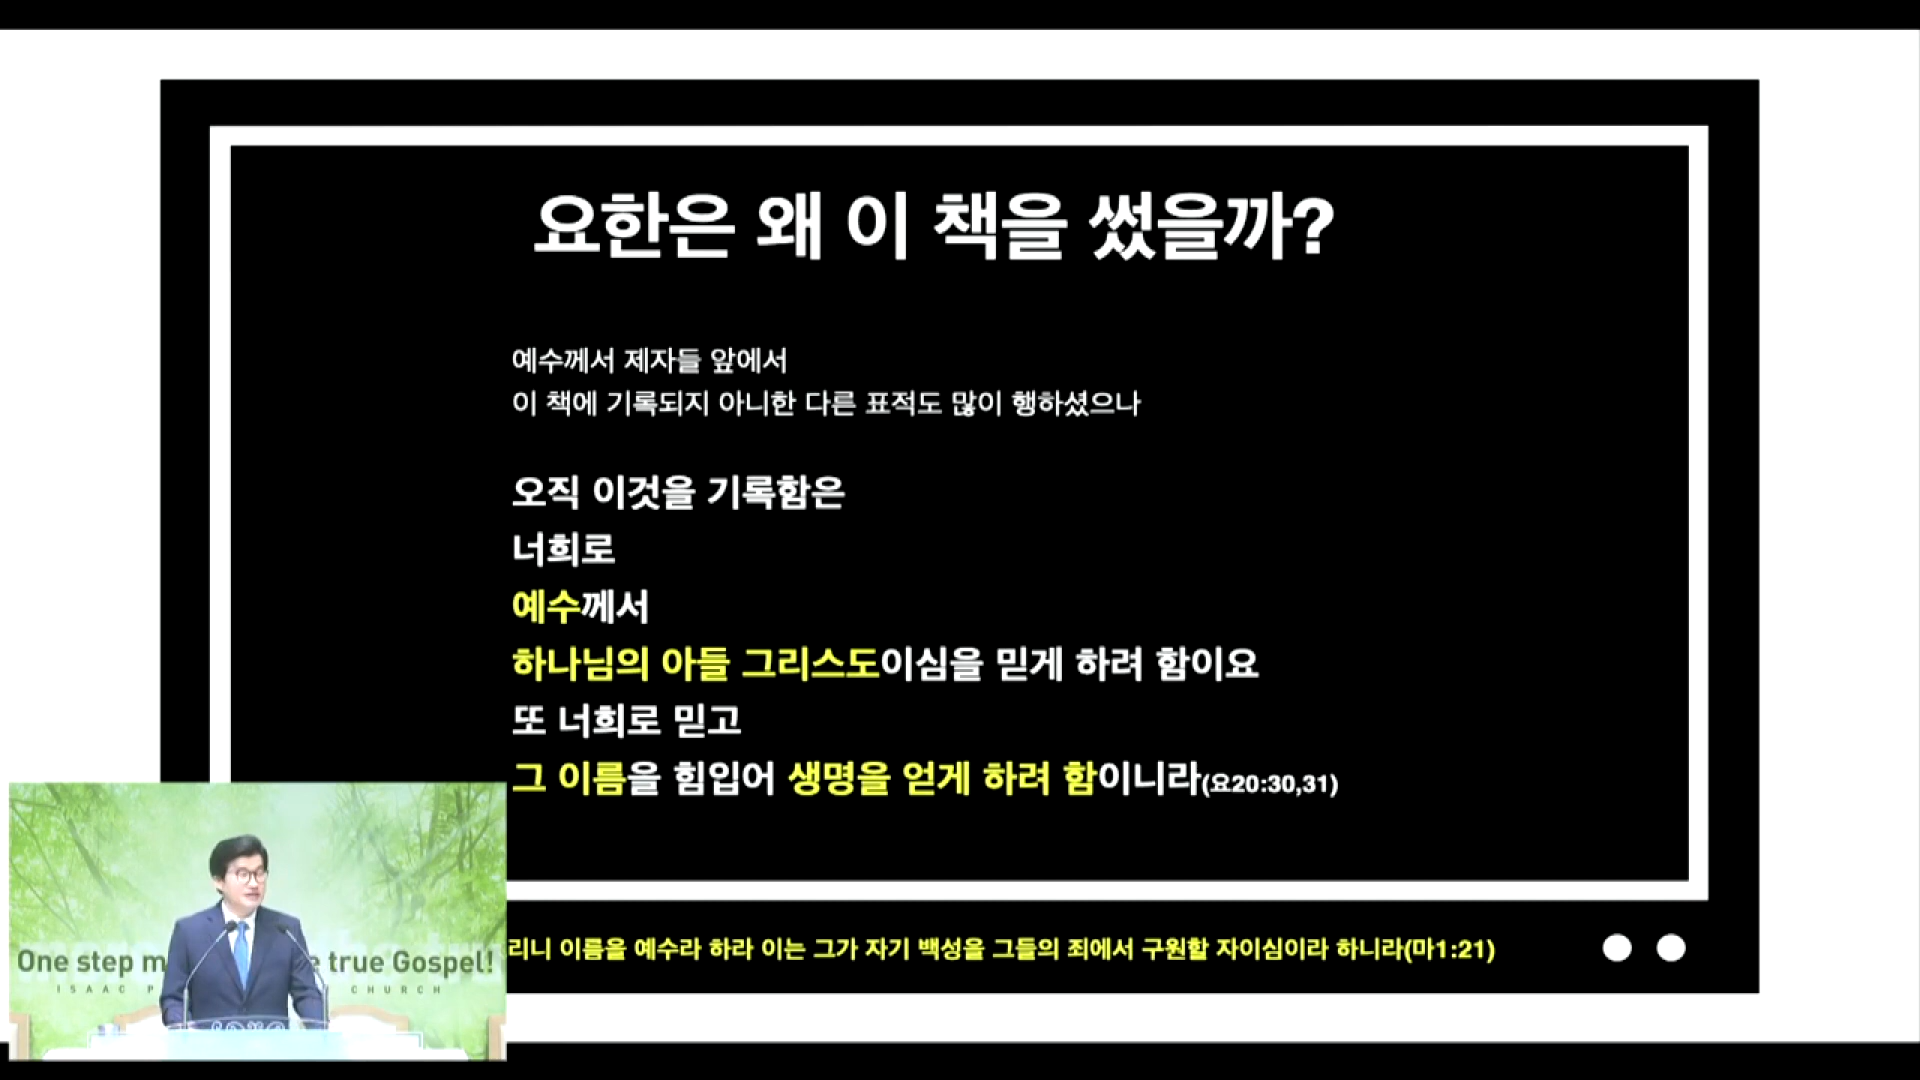 요한은 왜 이 책을 썼을까?
예수께서 제자들 앞에서
이 책에 기록되지 아니한 다른 표적도 많이 행하셨으나
오직 이것을 기록함은
너희로
예수께서
하나님의 아들 그리스도이심을 믿게 하려 함이요
또 너희로 믿고
그 이름을 힘입어 생명을 얻게 하려 함이니라(요20:30,31)
리니 이름을 예수라 하라 이는 그가 자기 백성을 그들의 죄에서 구원할 자이심이라 하니라(마1:21)
One step true Gospel!
ISAAC CHURCH